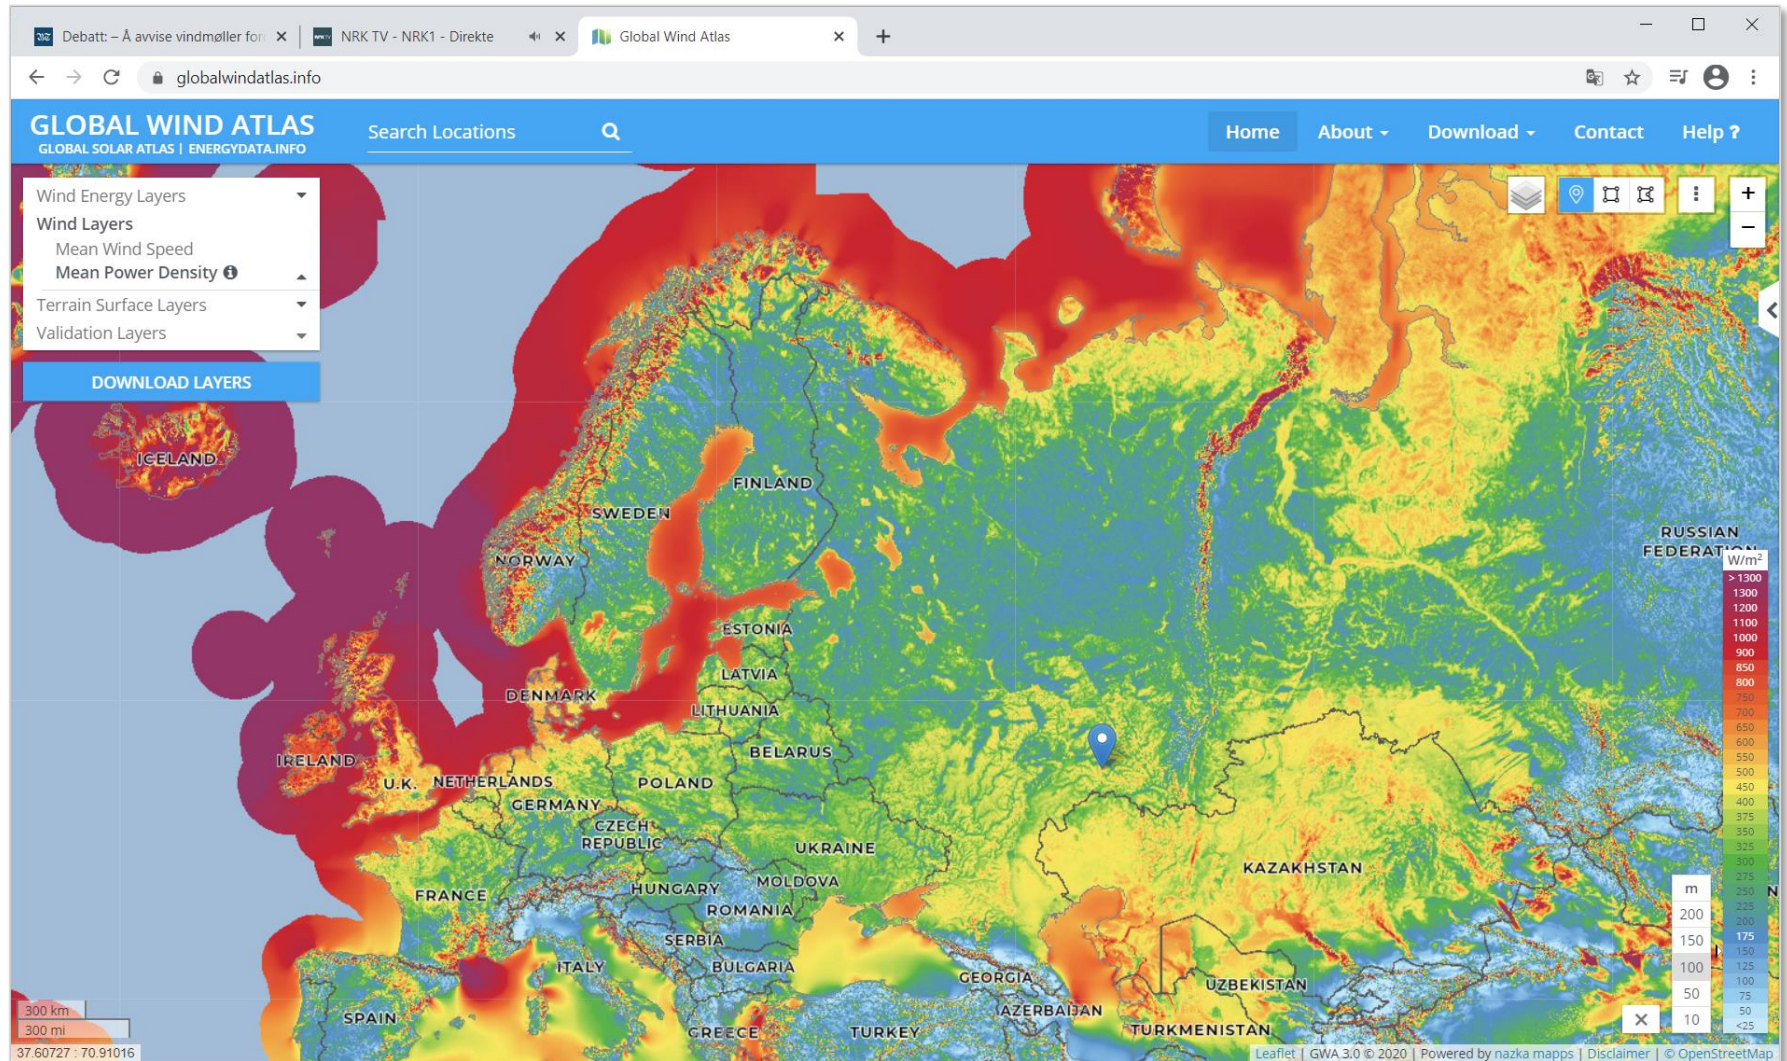 Debatt: – Å avvise vindmøller for
NRK TV - NRK1 - Direkte
Global Wind Atlas
globalwindatlas.info
GLOBAL WIND ATLAS
GLOBAL SOLAR ATLAS | ENERGYDATA.INFO
Search Locations
Home
About
Download
Contact
Help ?
Wind Energy Layers
Wind Layers
Mean Wind Speed
Mean Power Density
Terrain Surface Layers
Validation Layers
DOWNLOAD LAYERS
+
−
ICELAND
FINLAND
SWEDEN
NORWAY
RUSSIAN
FEDERATION
ESTONIA
LATVIA
DENMARK
LITHUANIA
BELARUS
IRELAND
U.K.
NETHERLANDS
POLAND
GERMANY
CZECH
REPUBLIC
UKRAINE
KAZAKHSTAN
FRANCE
HUNGARY
MOLDOVA
ROMANIA
SERBIA
ITALY
BULGARIA
GEORGIA
UZBEKISTAN
SPAIN
AZERBAIJAN
GREECE
TURKEY
TURKMENISTAN
W/m²
> 1300
1300
1200
1100
1000
900
850
800
750
700
650
600
550
500
450
400
375
350
325
300
275
250
225
200
175
150
125
100
75
50
<25
m
200
150
100
50
10
300 km
300 mi
37.60727 : 70.91016
Leaflet | GWA 3.0 © 2020 | Powered by nazka mapps | Disclaimer | © OpenStreetMap